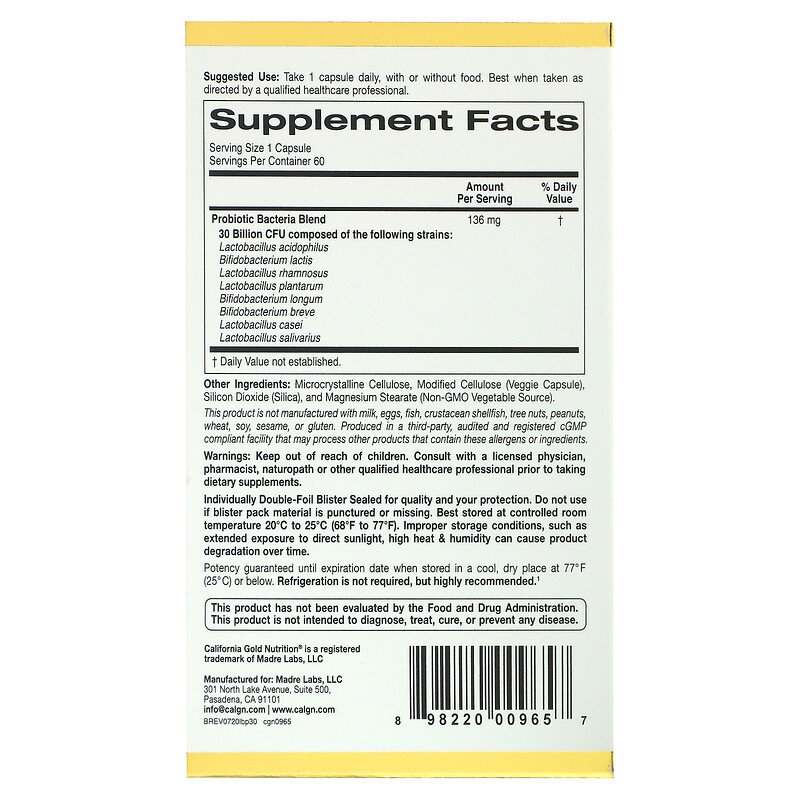 Suggested Use: Take 1 capsule daily, with or without food. Best when taken as
directed by a qualified healthcare professional.
Supplement Facts
Serving Size 1 Capsule
Servings Per Container 60
Amount Per Serving
% Daily Value
Probiotic Bacteria Blend 136 mg †
30 Billion CFU composed of the following strains:
Lactobacillus acidophilus
Bifidobacterium lactis
Lactobacillus rhamnosus
Lactobacillus plantarum
Bifidobacterium longum
Bifidobacterium breve
Lactobacillus casei
Lactobacillus salivarius
† Daily Value not established.
Other Ingredients: Microcrystalline Cellulose, Modified Cellulose (Veggie Capsule),
Silicon Dioxide (Silica), and Magnesium Stearate (Non-GMO Vegetable Source).
This product is not manufactured with milk, eggs, fish, crustacean shellfish, tree nuts, peanuts,
wheat, soy, sesame, or gluten. Produced in a third-party, audited and registered cGMP
compliant facility that may process other products that contain these allergens or ingredients.
Warnings: Keep out of reach of children. Consult with a licensed physician,
pharmacist, naturopath or other qualified healthcare professional prior to taking
dietary supplements.
Individually Double-Foil Blister Sealed for quality and your protection. Do not use
if blister pack material is punctured or missing. Best stored at controlled room
temperature 20°C to 25°C (68°F to 77°F). Improper storage conditions, such as
extended exposure to direct sunlight, high heat & humidity can cause product
degradation over time.
Potency guaranteed until expiration date when stored in a cool, dry place at 77°F
(25°C) or below. Refrigeration is not required, but highly recommended.¹
This product has not been evaluated by the Food and Drug Administration.
This product is not intended to diagnose, treat, cure, or prevent any disease.
California Gold Nutrition® is a registered
trademark of Madre Labs, LLC
Manufactured for: Madre Labs, LLC
301 North Lake Avenue, Suite 500,
Pasadena, CA 91101
info@calgn.com | www.calgn.com
BREV0720lbp30 cgn0965
8 98220 00965 7